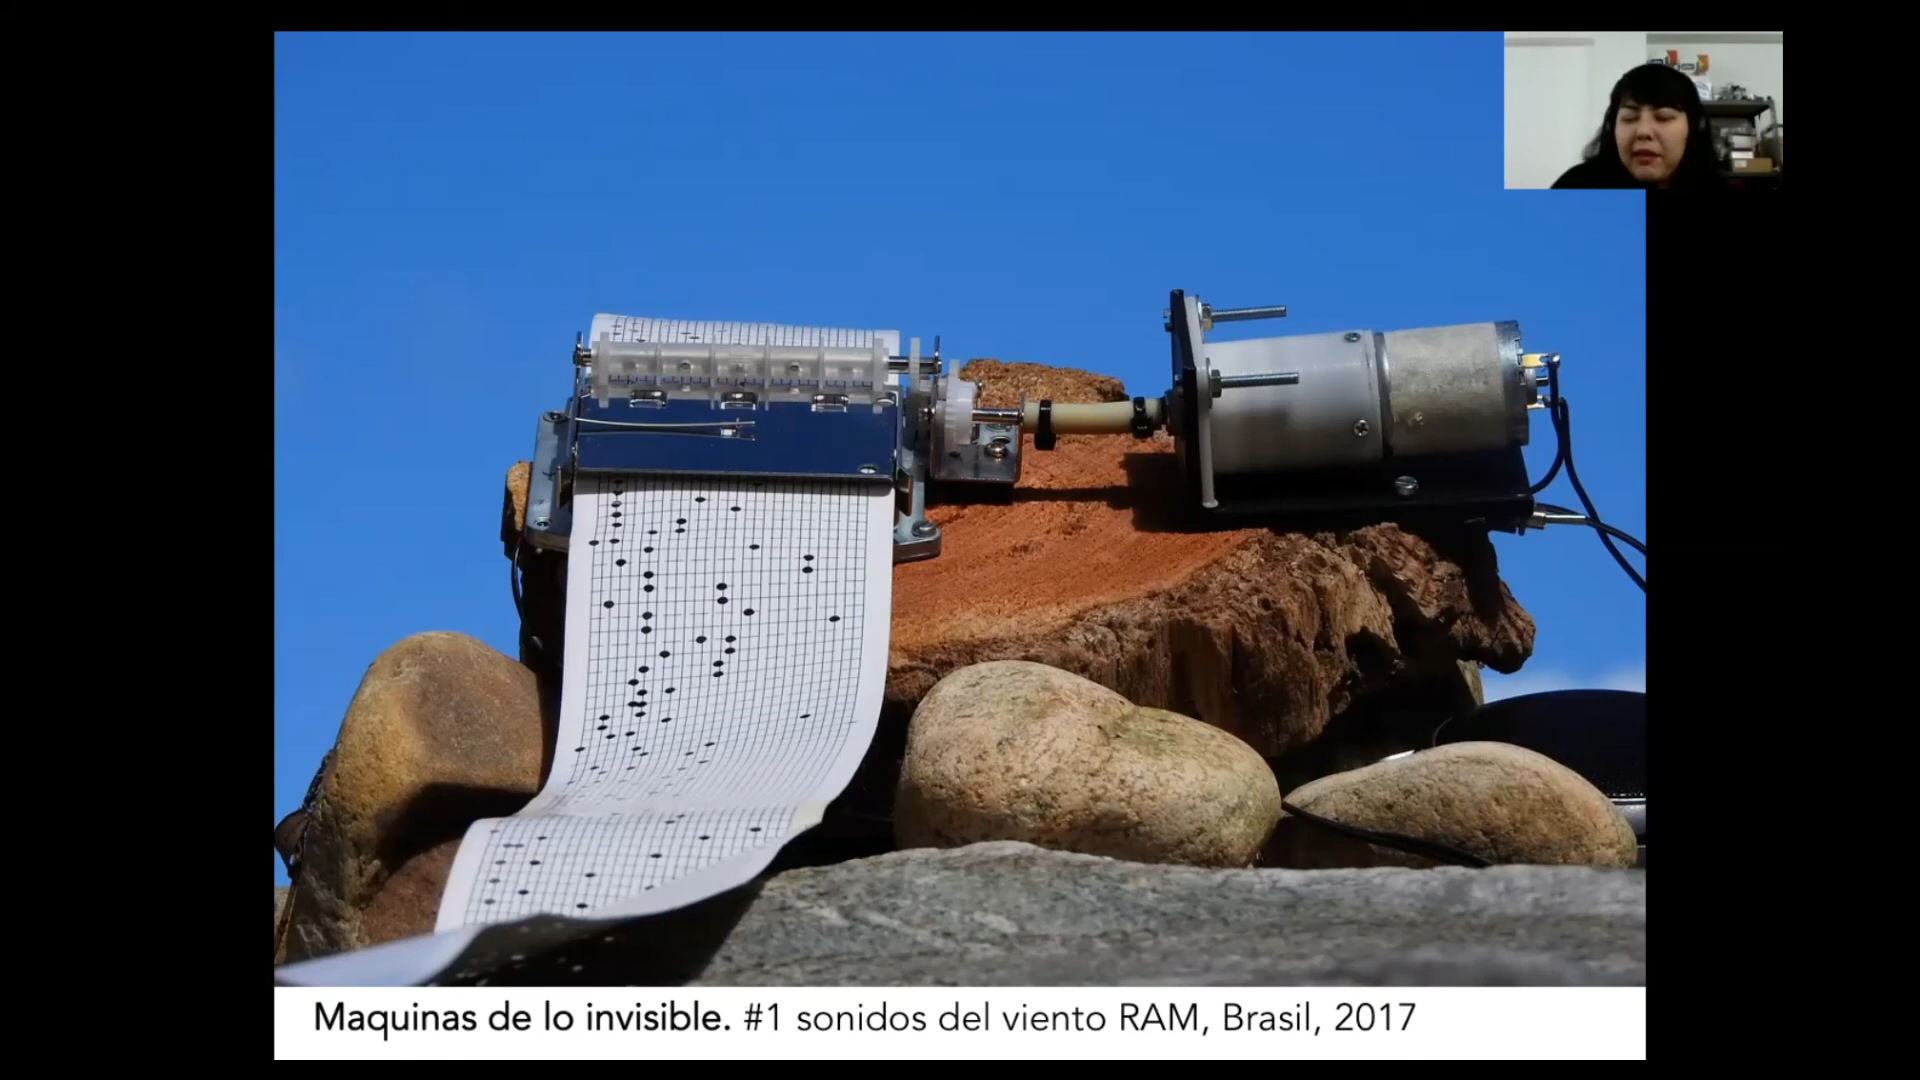 Maquinas de lo invisible. #1 sonidos del viento RAM, Brasil, 2017